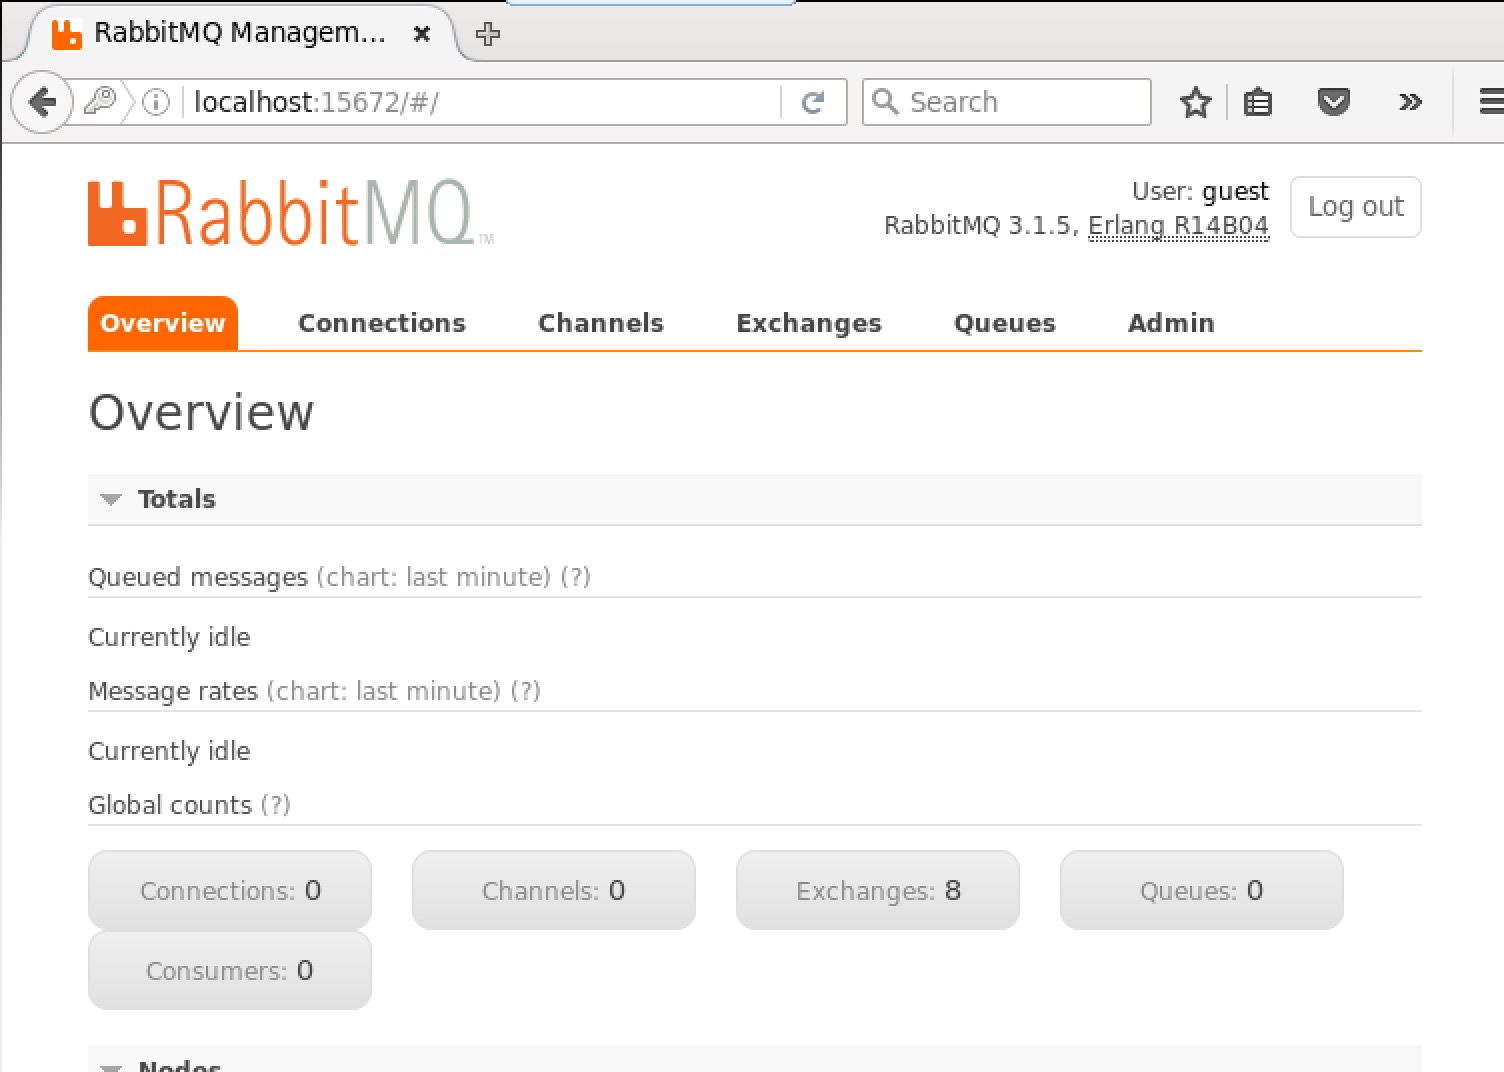 RabbitMQ Managem...
localhost:15672/#/
Search
RabbitMQ™
User: guest
RabbitMQ 3.1.5, Erlang R14B04
Log out
Overview Connections Channels Exchanges Queues Admin
Overview
Totals
Queued messages (chart: last minute) (?)
Currently idle
Message rates (chart: last minute) (?)
Currently idle
Global counts (?)
Connections: 0 Channels: 0 Exchanges: 8 Queues: 0
Consumers: 0
Nodes